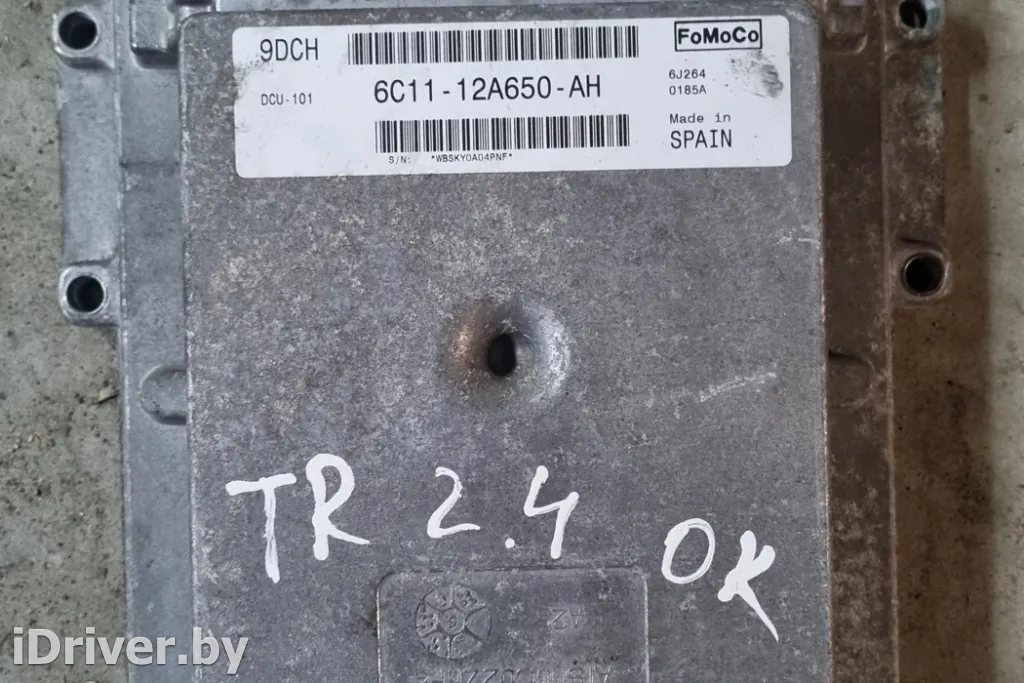 9DCH
FoMoCo
DCU-101
6C11-12A650-AH
6J264
0185A
Made in
SPAIN
S/N: *WBSKY0A04PNF*
TR 2.4 OK
iDriver.by